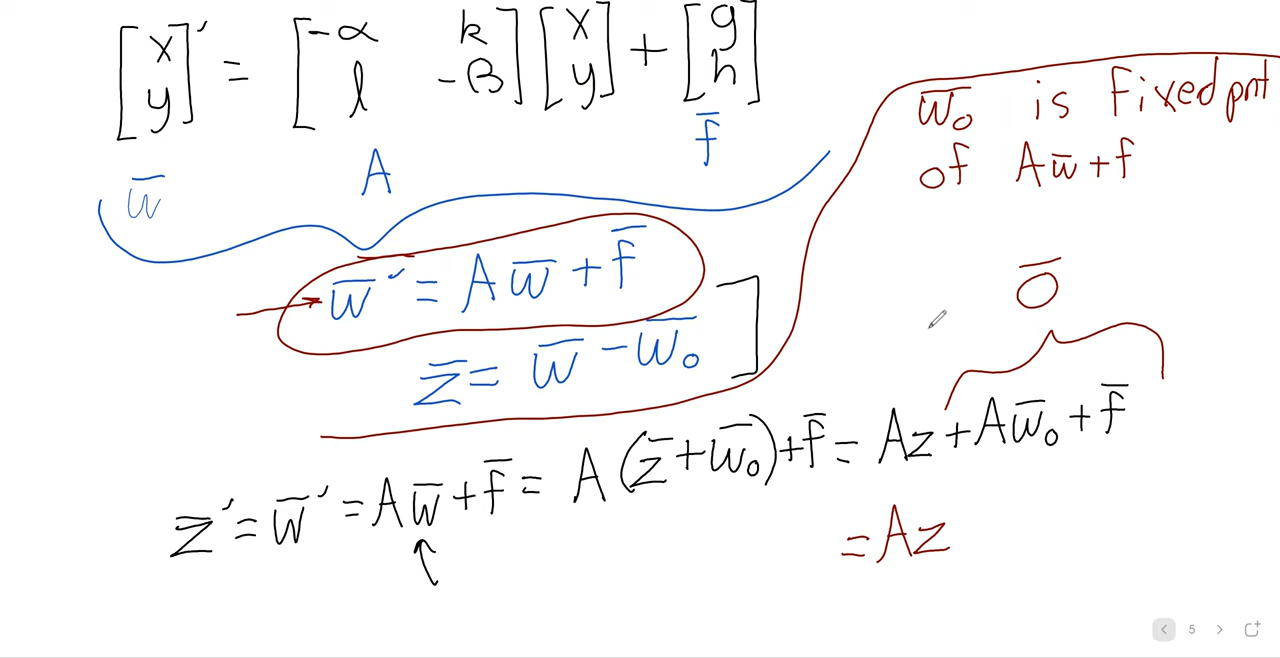 [x y]' = [-α k l -β] [x y] + [g h]
w̅ A f̅
w̅₀ is fixed pnt
of Aw̅ + f
w̅' = Aw̅ + f̅
z̅ = w̅ - w̅₀
0̅
z̅' = w̅' = Aw̅ + f̅ = A(z̅ + w̅₀) + f̅ = Az + Aw̅₀ + f̅
= Az
5